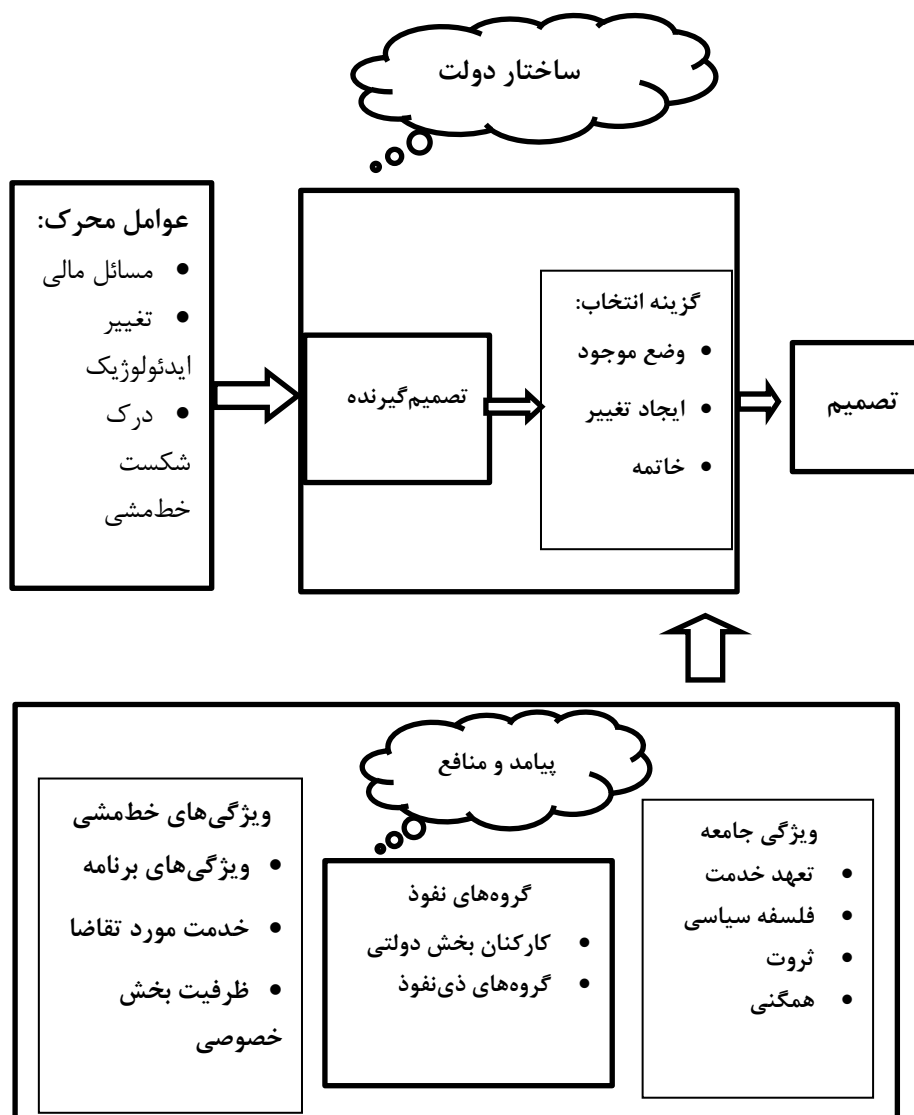 ساختار دولت
عوامل محرک:
• مسائل مالی
• تغییر
ایدئولوژیک
• درک
شکست
خط‌مشی
تصمیم‌گیرنده
گزینه انتخاب:
• وضع موجود
• ایجاد تغییر
• خاتمه
تصمیم
پیامد و منافع
ویژگی‌های خط‌مشی
• ویژگی‌های برنامه
• خدمت مورد تقاضا
• ظرفیت بخش
خصوصی
گروه‌های نفوذ
• کارکنان بخش دولتی
• گروه‌های ذی‌نفوذ
ویژگی جامعه
• تعهد خدمت
• فلسفه سیاسی
• ثروت
• همگنی